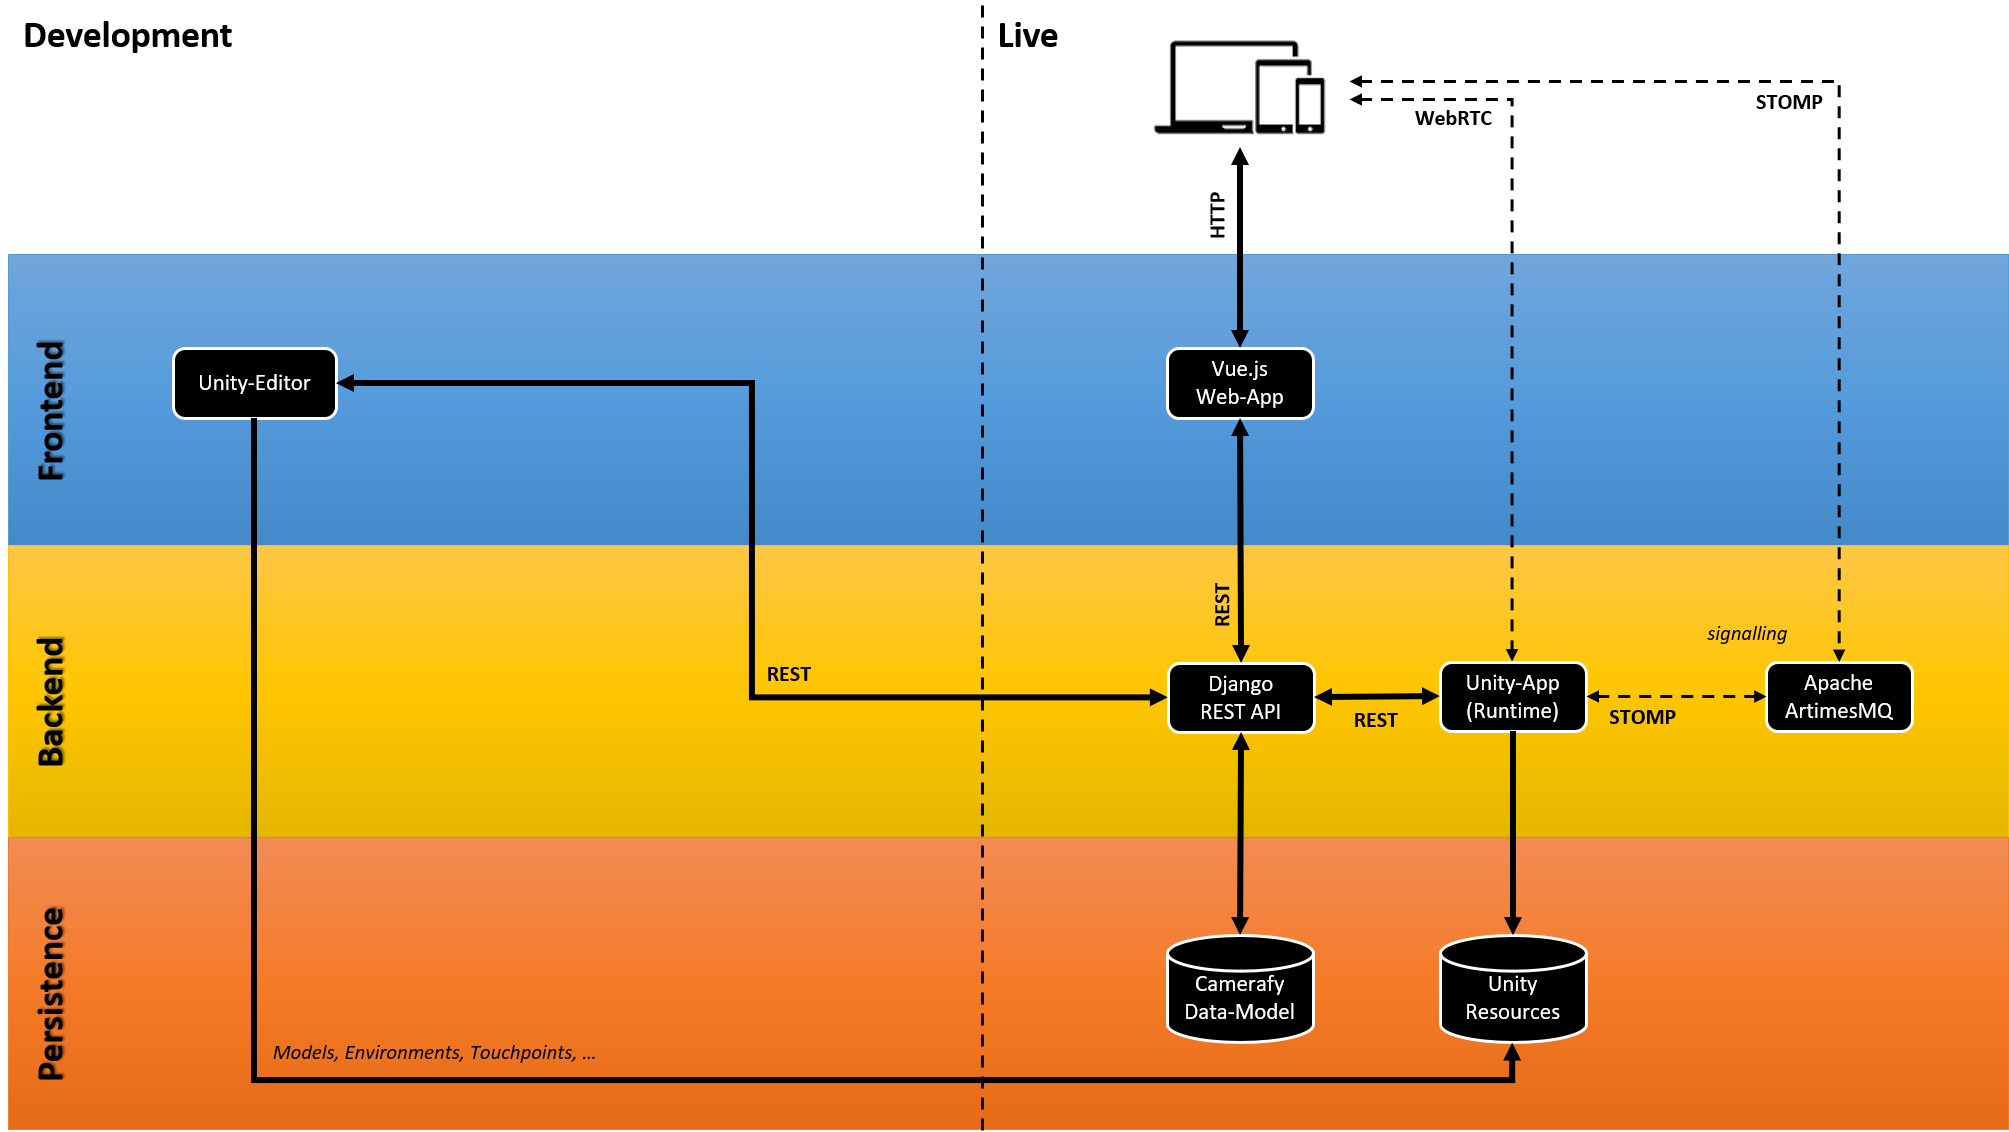 Development
Live
STOMP
WebRTC
HTTP
Frontend
Unity-Editor
Vue.js
Web-App
Backend
REST
REST
signalling
Django
REST API
REST
Unity-App
(Runtime)
STOMP
Apache
ArtimesMQ
Persistence
Camerafy
Data-Model
Unity
Resources
Models, Environments, Touchpoints, ...